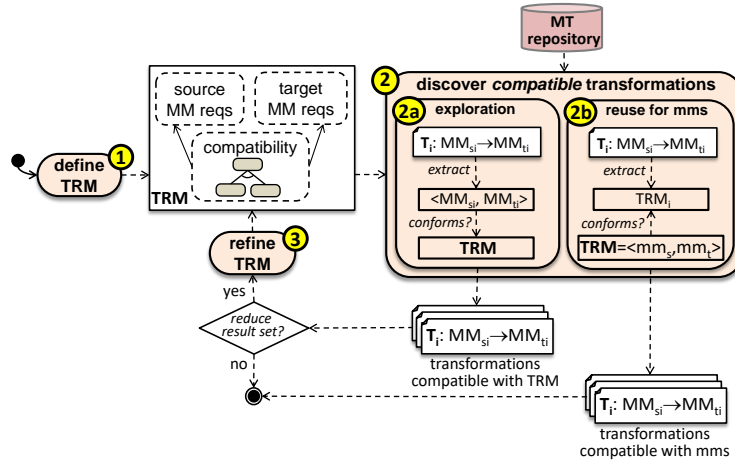 MT
repository
2
discover compatible transformations
source
MM reqs
target
MM reqs
2a
exploration
2b
reuse for mms
1
define
TRM
compatibility
TRM
Tᵢ: MMₛᵢ→MMₜᵢ
extract
<MMₛᵢ, MMₜᵢ>
conforms?
TRM
Tᵢ: MMₛᵢ→MMₜᵢ
extract
TRMᵢ
conforms?
TRM=<mmₛ,mmₜ>
3
refine
TRM
yes
reduce
result set?
no
Tᵢ: MMₛᵢ→MMₜᵢ
transformations
compatible with TRM
Tᵢ: MMₛᵢ→MMₜᵢ
transformations
compatible with mms